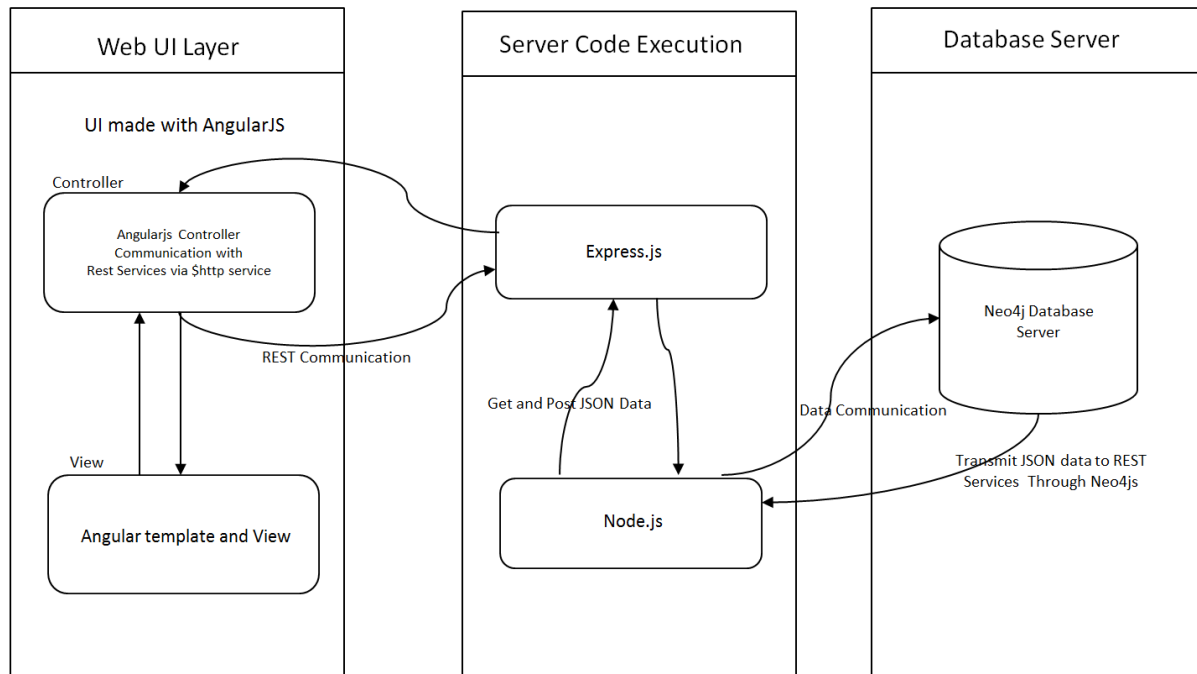 Web UI Layer
Server Code Execution
Database Server
UI made with AngularJS
Controller
Angularjs Controller
Communication with
Rest Services via $http service
Express.js
Neo4j Database
Server
REST Communication
Get and Post JSON Data
Data Communication
View
Transmit JSON data to REST
Services Through Neo4js
Angular template and View
Node.js